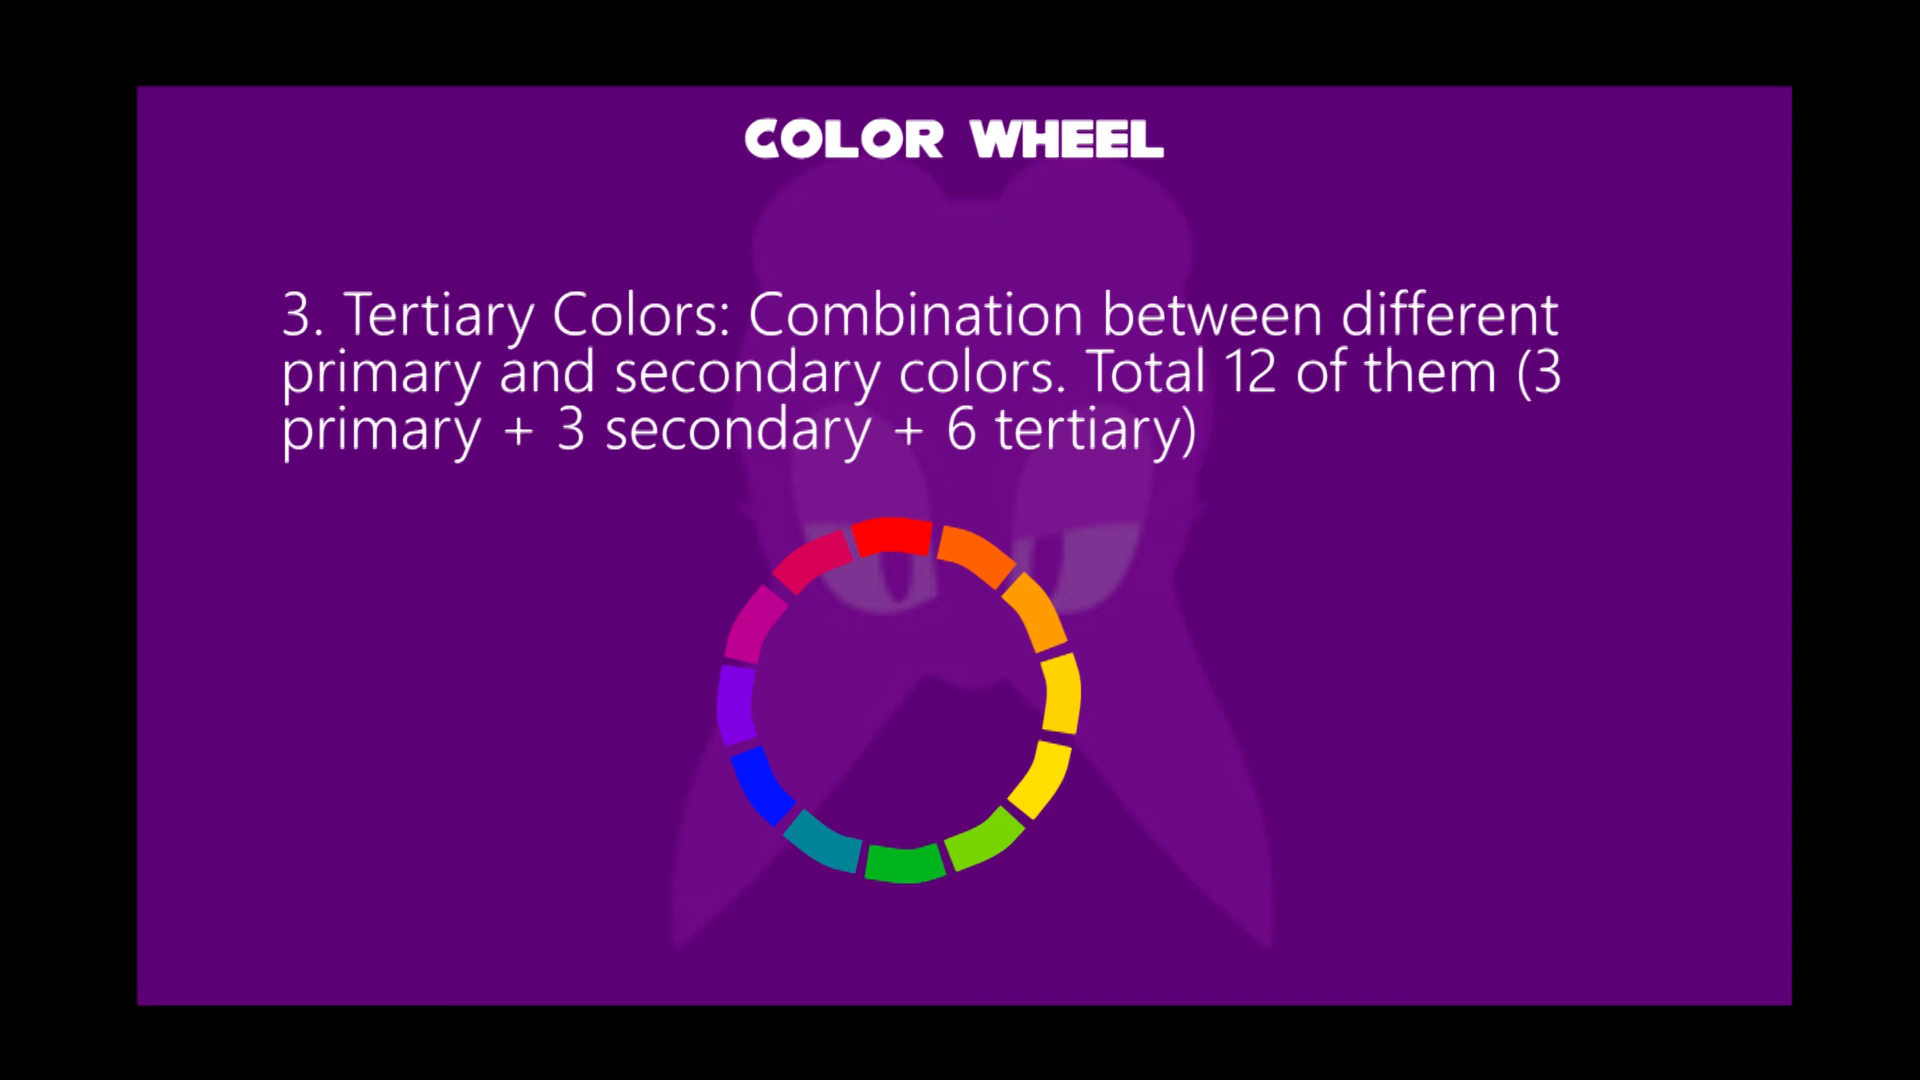 COLOR WHEEL
3. Tertiary Colors: Combination between different
primary and secondary colors. Total 12 of them (3
primary + 3 secondary + 6 tertiary)